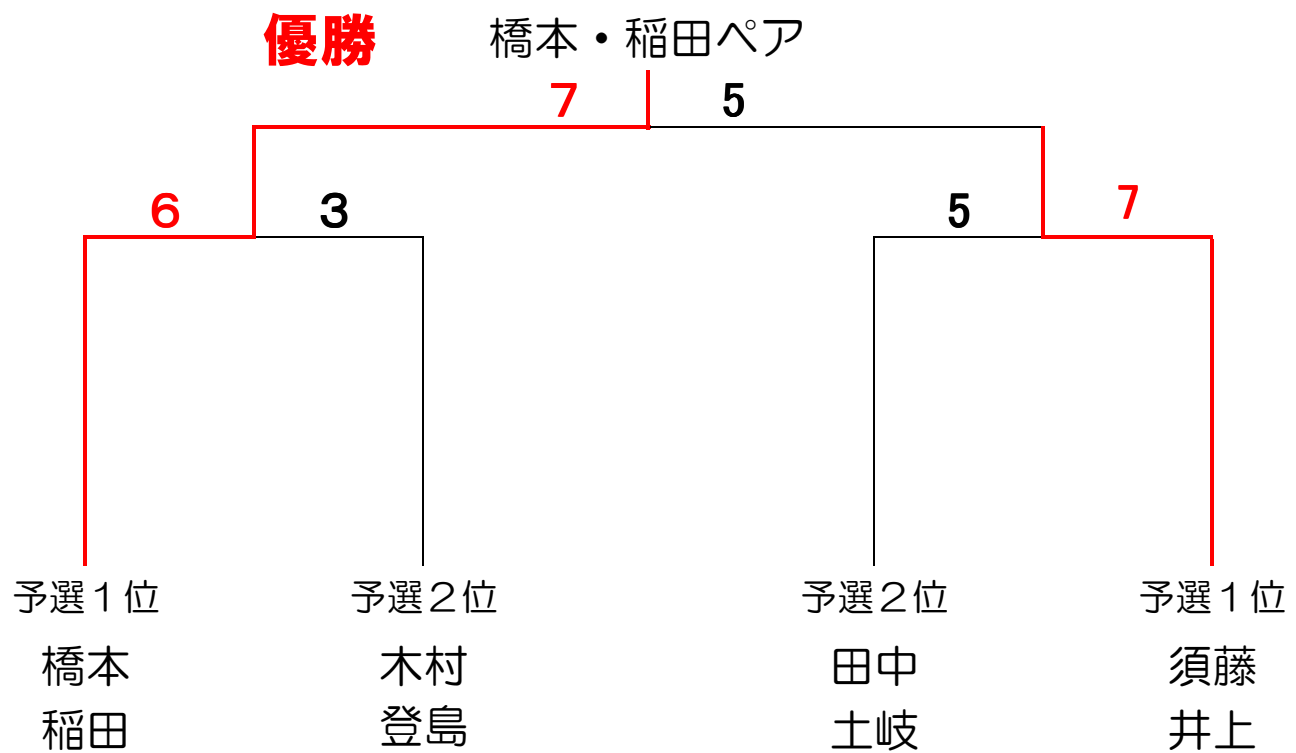 優勝 橋本・稲田ペア
7 5
6 3 5 7
予選1位 予選2位 予選2位 予選1位
橋本 木村 田中 須藤
稲田 登島 土岐 井上